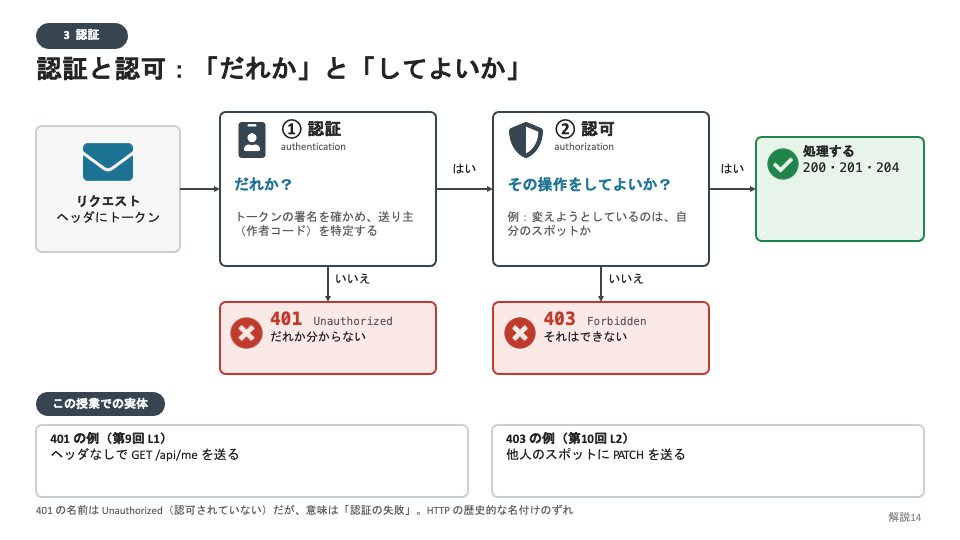 3 認証
認証と認可：「だれか」と「してよいか」
リクエスト
ヘッダにトークン
① 認証
authentication
だれか？
トークンの署名を確かめ、送り主
（作者コード）を特定する
はい
② 認可
authorization
その操作をしてよいか？
例：変えようとしているのは、自
分のスポットか
はい
処理する
200・201・204
いいえ
401 Unauthorized
だれか分からない
いいえ
403 Forbidden
それはできない
この授業での実体
401 の例（第9回 L1）
ヘッダなしで GET /api/me を送る
403 の例（第10回 L2）
他人のスポットに PATCH を送る
401 の名前は Unauthorized（認可されていない）だが、意味は「認証の失敗」。HTTP の歴史的な名付けのずれ
解説14